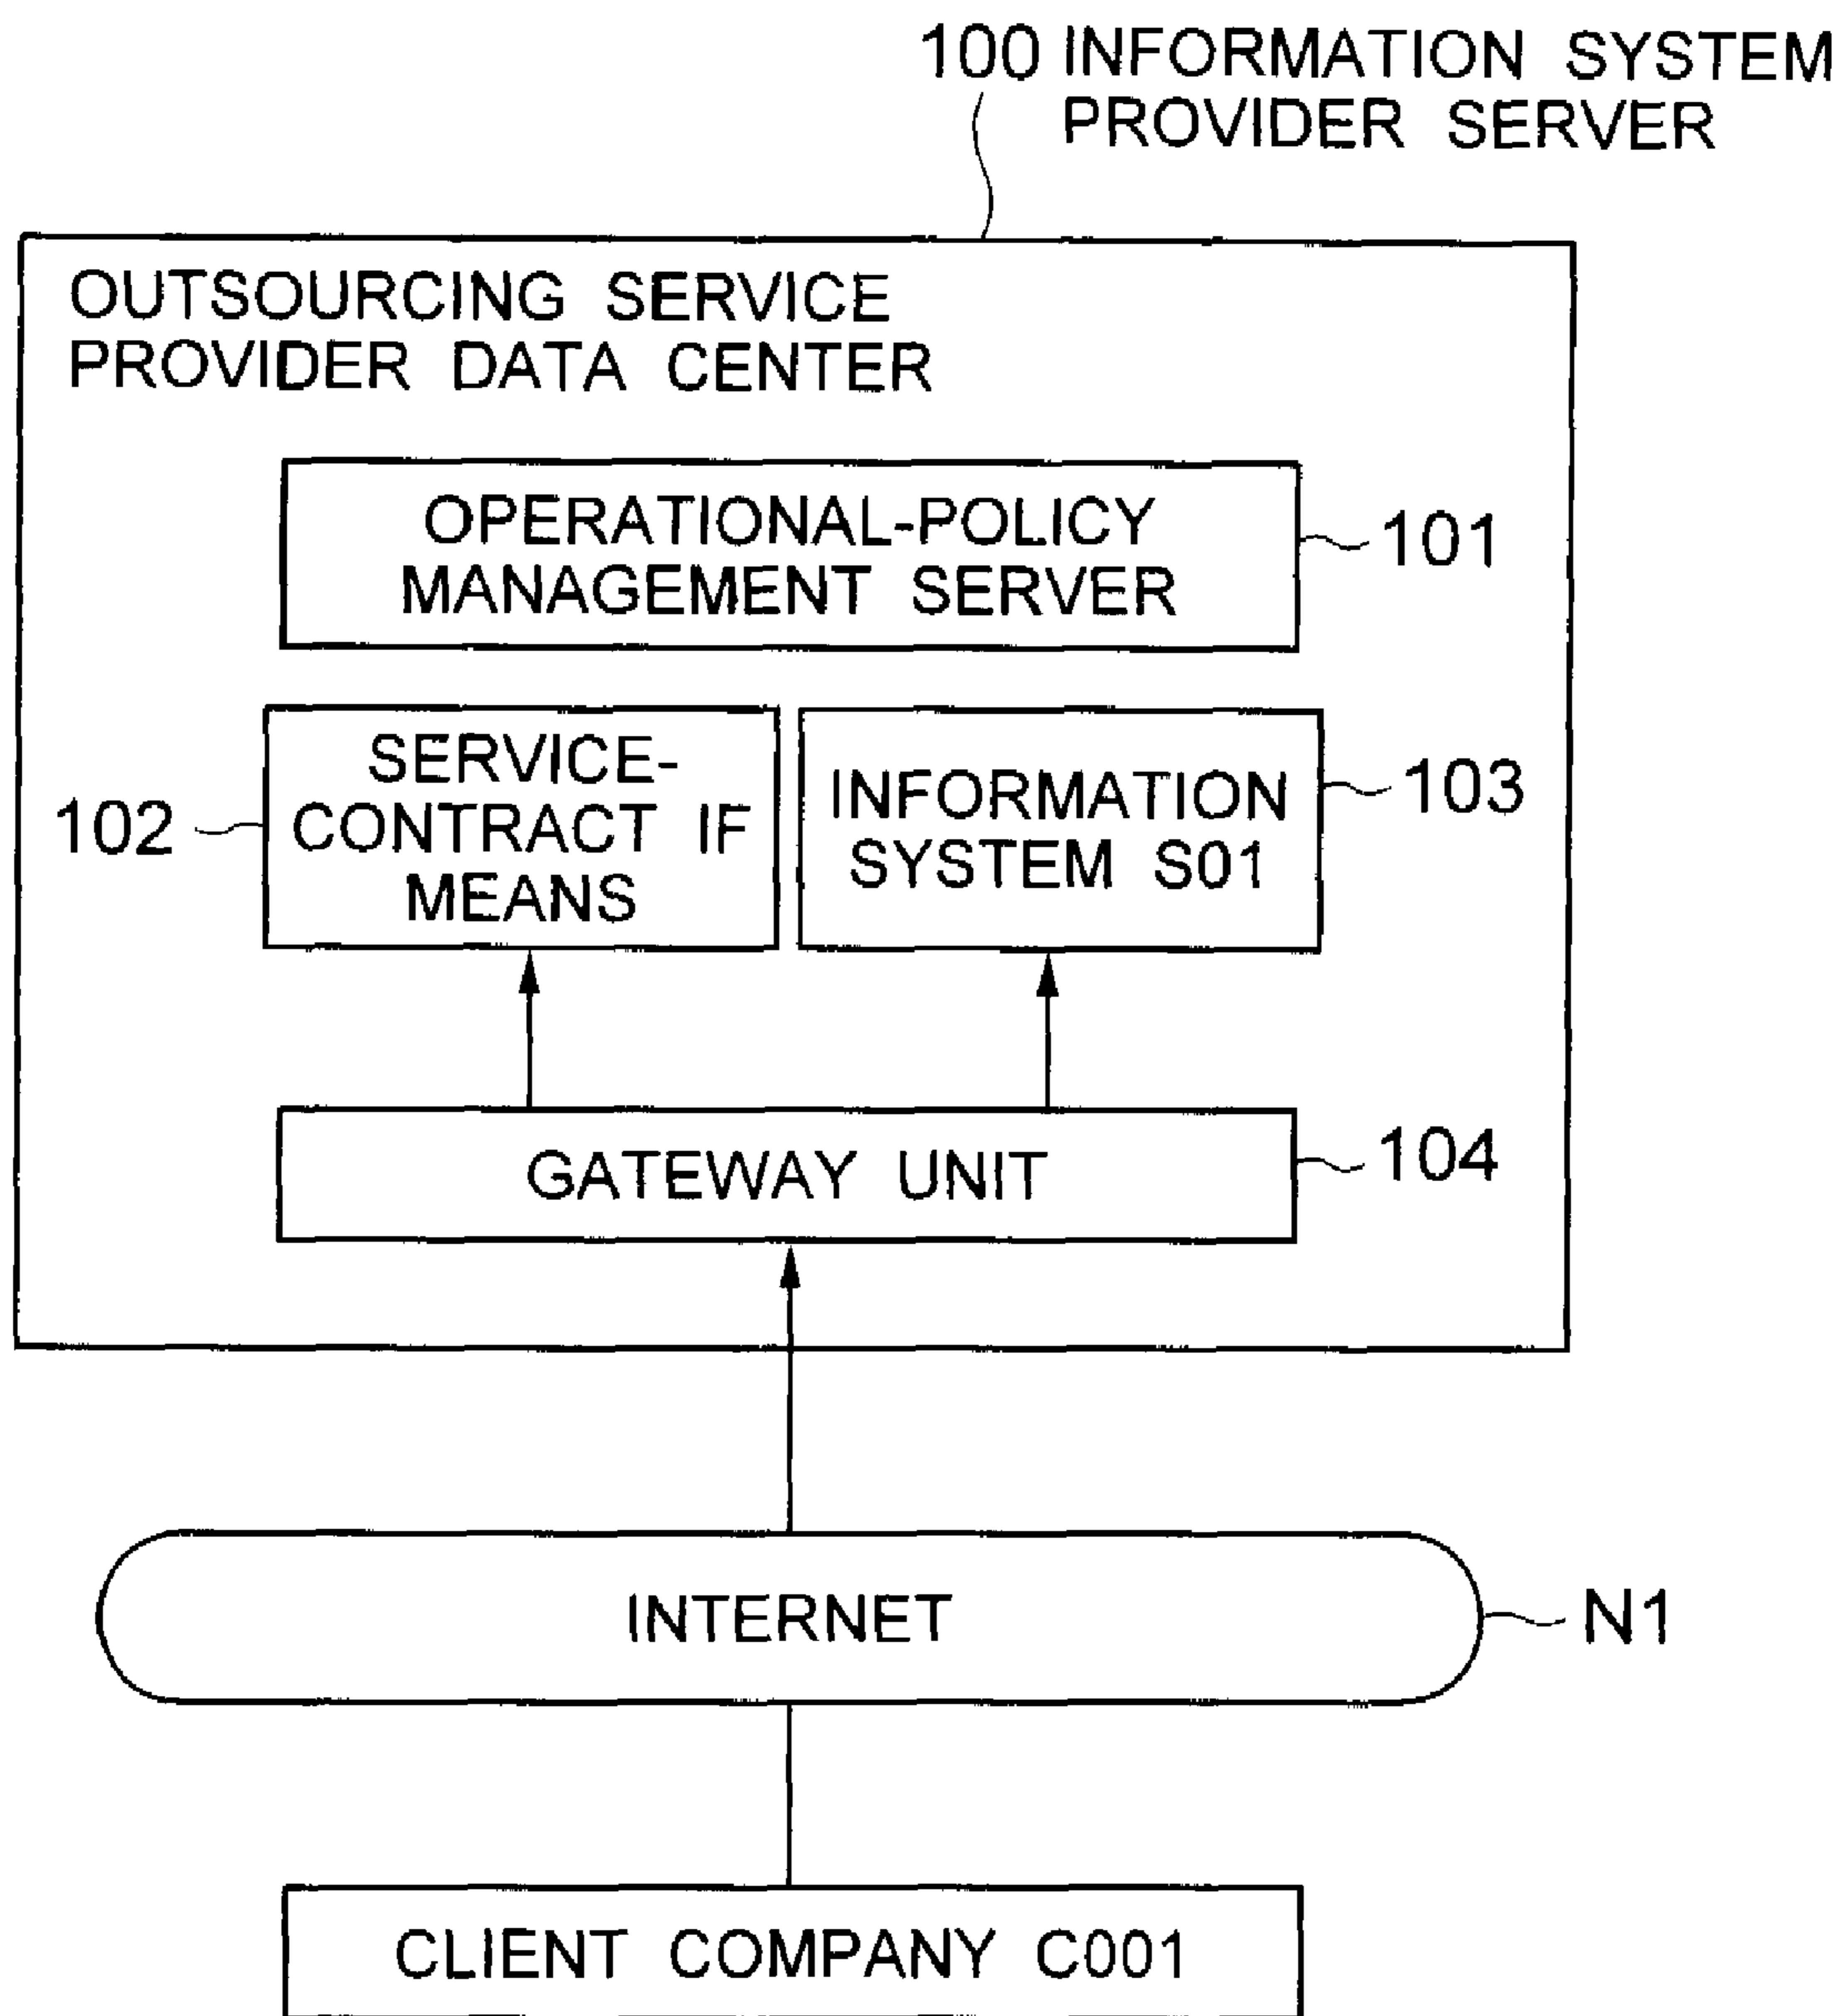 100 INFORMATION SYSTEM
PROVIDER SERVER
OUTSOURCING SERVICE
PROVIDER DATA CENTER
OPERATIONAL-POLICY
MANAGEMENT SERVER
101
SERVICE-
CONTRACT IF
MEANS
102
INFORMATION
SYSTEM S01
103
GATEWAY UNIT
104
INTERNET
N1
CLIENT COMPANY C001